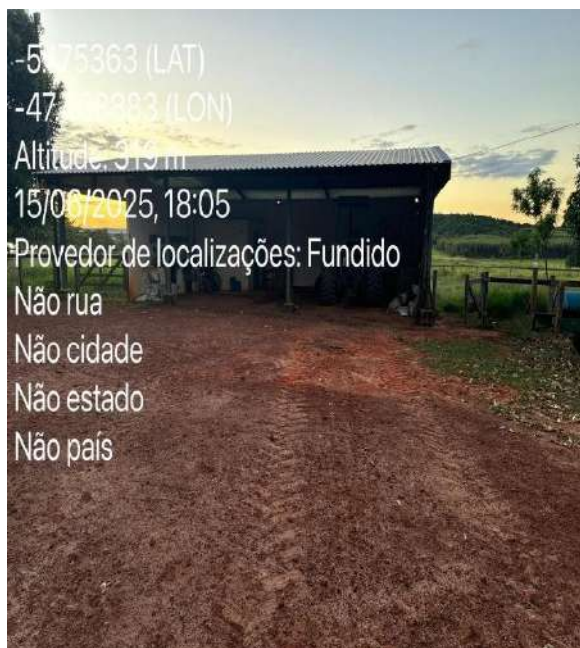 (LAT)
(LON)
Altitude: 319 m
15/06/2025, 18:05
Provedor de localizações: Fundido
Não rua
Não cidade
Não estado
Não país